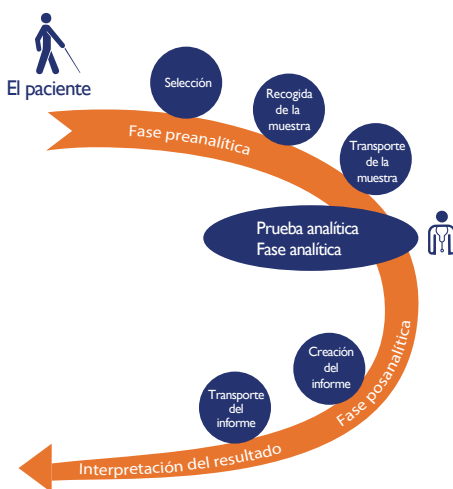 El paciente
Selección
Recogida
de la
muestra
Transporte
de la
muestra
Fase preanalítica
Prueba analítica
Fase analítica
Fase posanalítica
Creación
del
informe
Transporte
del
informe
Interpretación del resultado